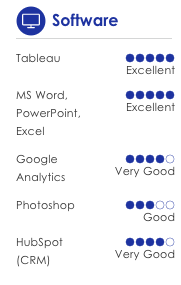 Software
Tableau
Excellent
MS Word,
PowerPoint,
Excel
Excellent
Google
Analytics
Very Good
Photoshop
Good
HubSpot
(CRM)
Very Good